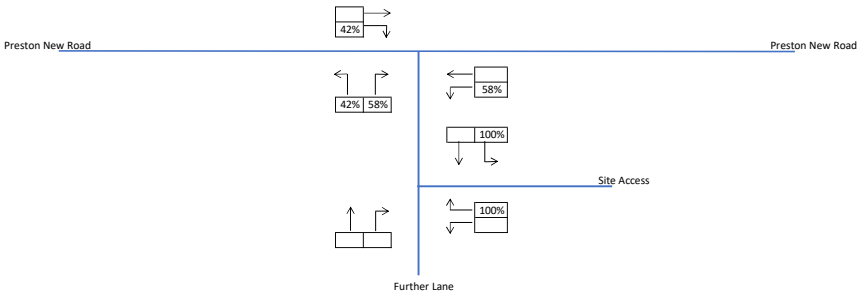 42%
Preston New Road
Preston New Road
42% 58%
58%
100%
Site Access
100%
Further Lane